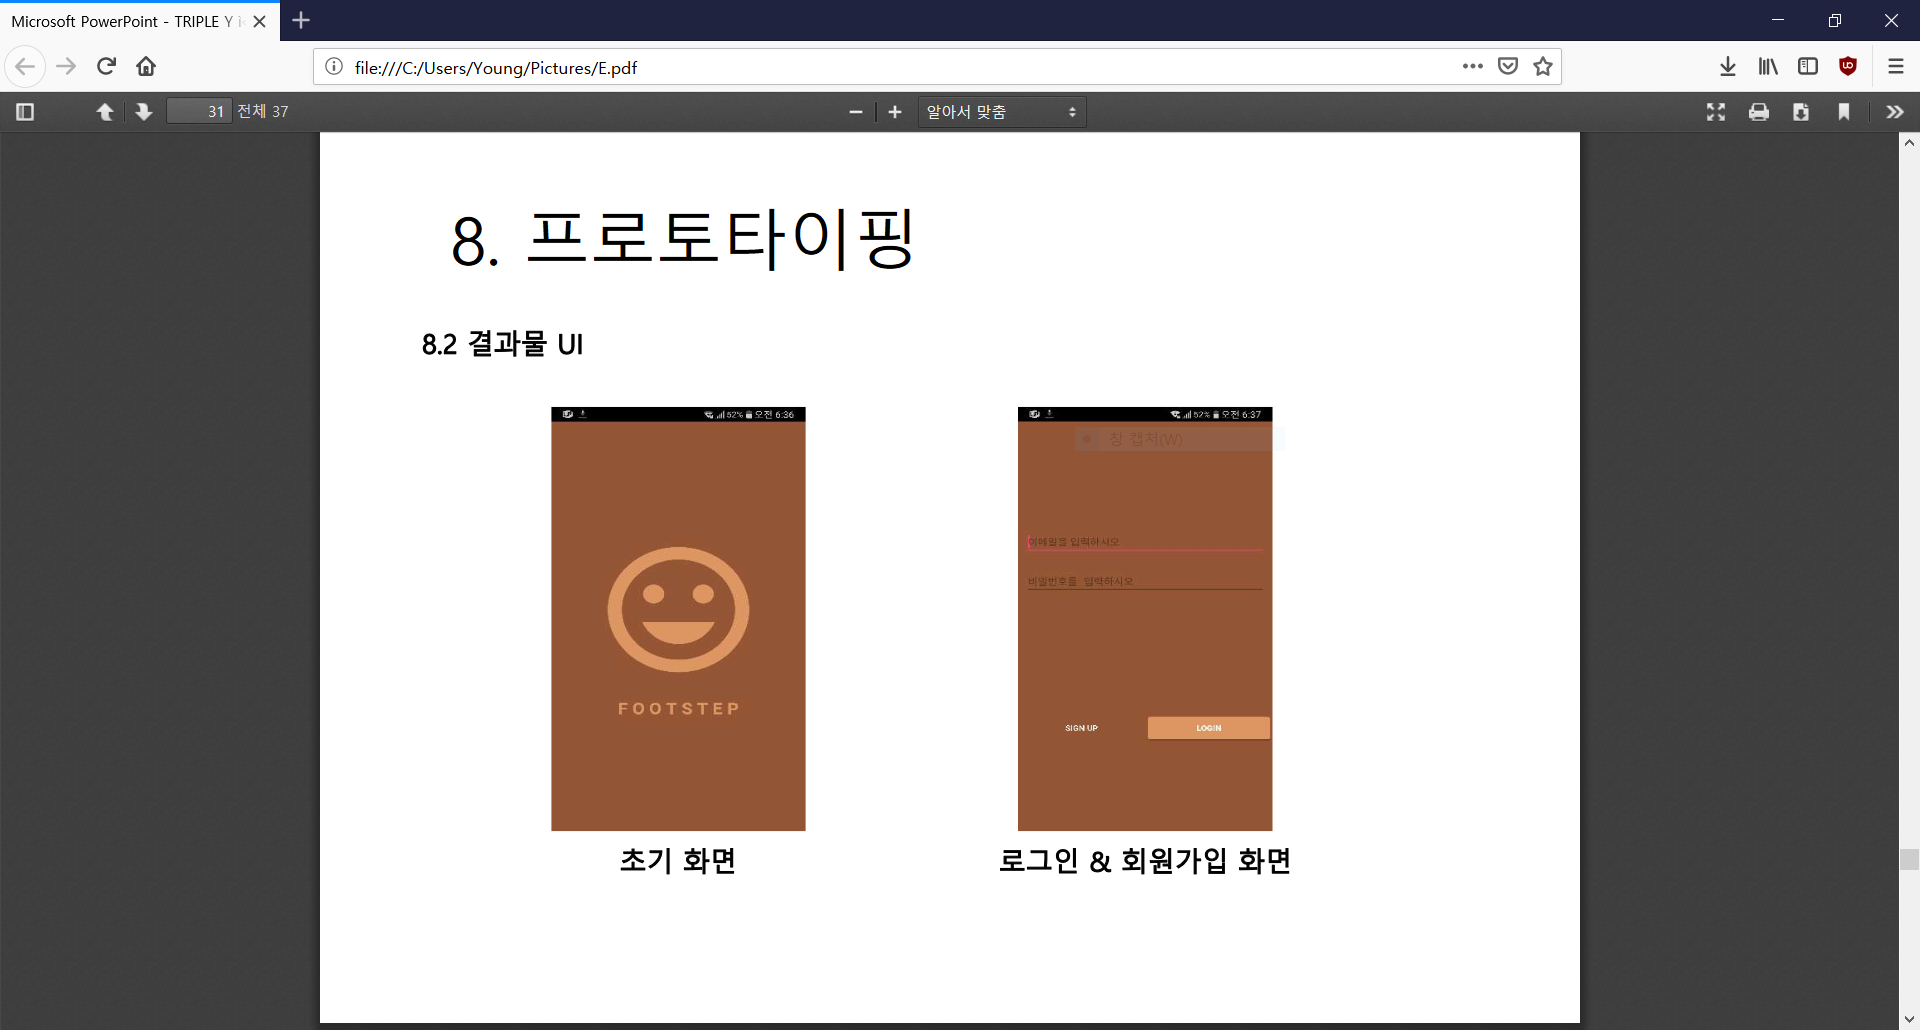 Microsoft PowerPoint - TRIPLE Y
file:///C:/Users/Young/Pictures/E.pdf
31 전체 37
알아서 맞춤
8. 프로토타이핑
8.2 결과물 UI
52% 오전 6:36
FOOTSTEP
초기 화면
52% 오전 6:37
창 캡처(W)
이메일을 입력하시오
비밀번호를 입력하시오
SIGN UP
LOGIN
로그인 & 회원가입 화면